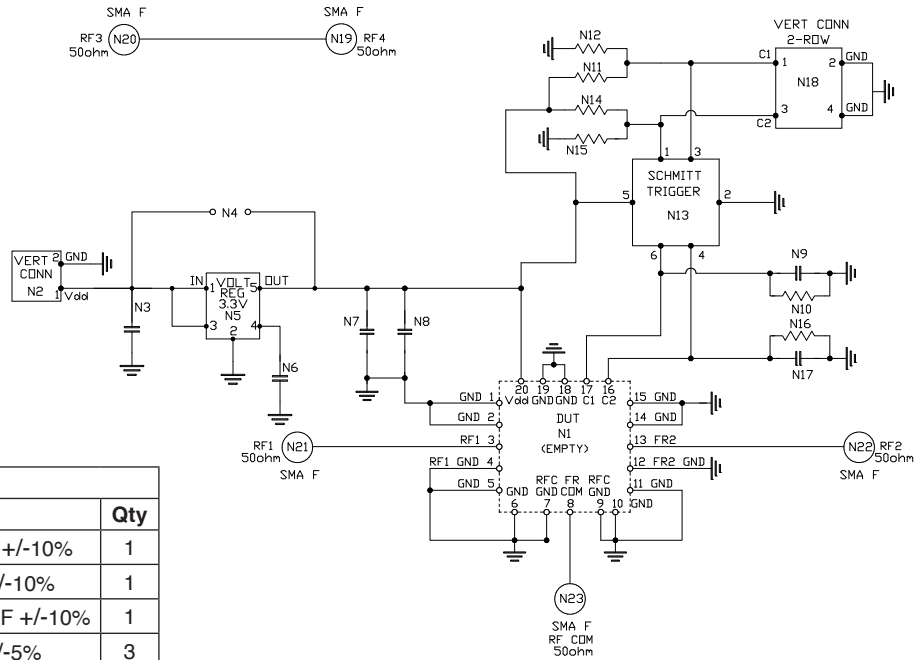 SMA F
SMA F
RF3 N20
50ohm
N19 RF4
50ohm
VERT CONN
2-ROW
N12
N11
N14
N15
C1 1 2 GND
N18
3 4 GND
C2
1 3
SCHMITT
TRIGGER
5 2
N13
6 4
N4
VERT 2 GND
CONN
N2 1 Vdd
N3
IN 1 VOLT 5 OUT
REG
3.3V
3 N5 4
2
N6
N7 N8
N9
N10
N16
N17
20 19 18 17 16
Vdd GND GND C1 C2
GND 1
GND 2
RF1 3
RF1 GND 4
GND 5
DUT
N1
(EMPTY)
15 GND
14 GND
13 FR2
12 FR2 GND
11 GND
RFC FR RFC
GND GND COM GND GND
6 7 8 9 10
RF1 N21
50ohm
SMA F
N22 RF2
50ohm
SMA F
N23
SMA F
RF COM
50ohm
Qty
+/-10% 1
/-10% 1
F +/-10% 1
/-5% 3